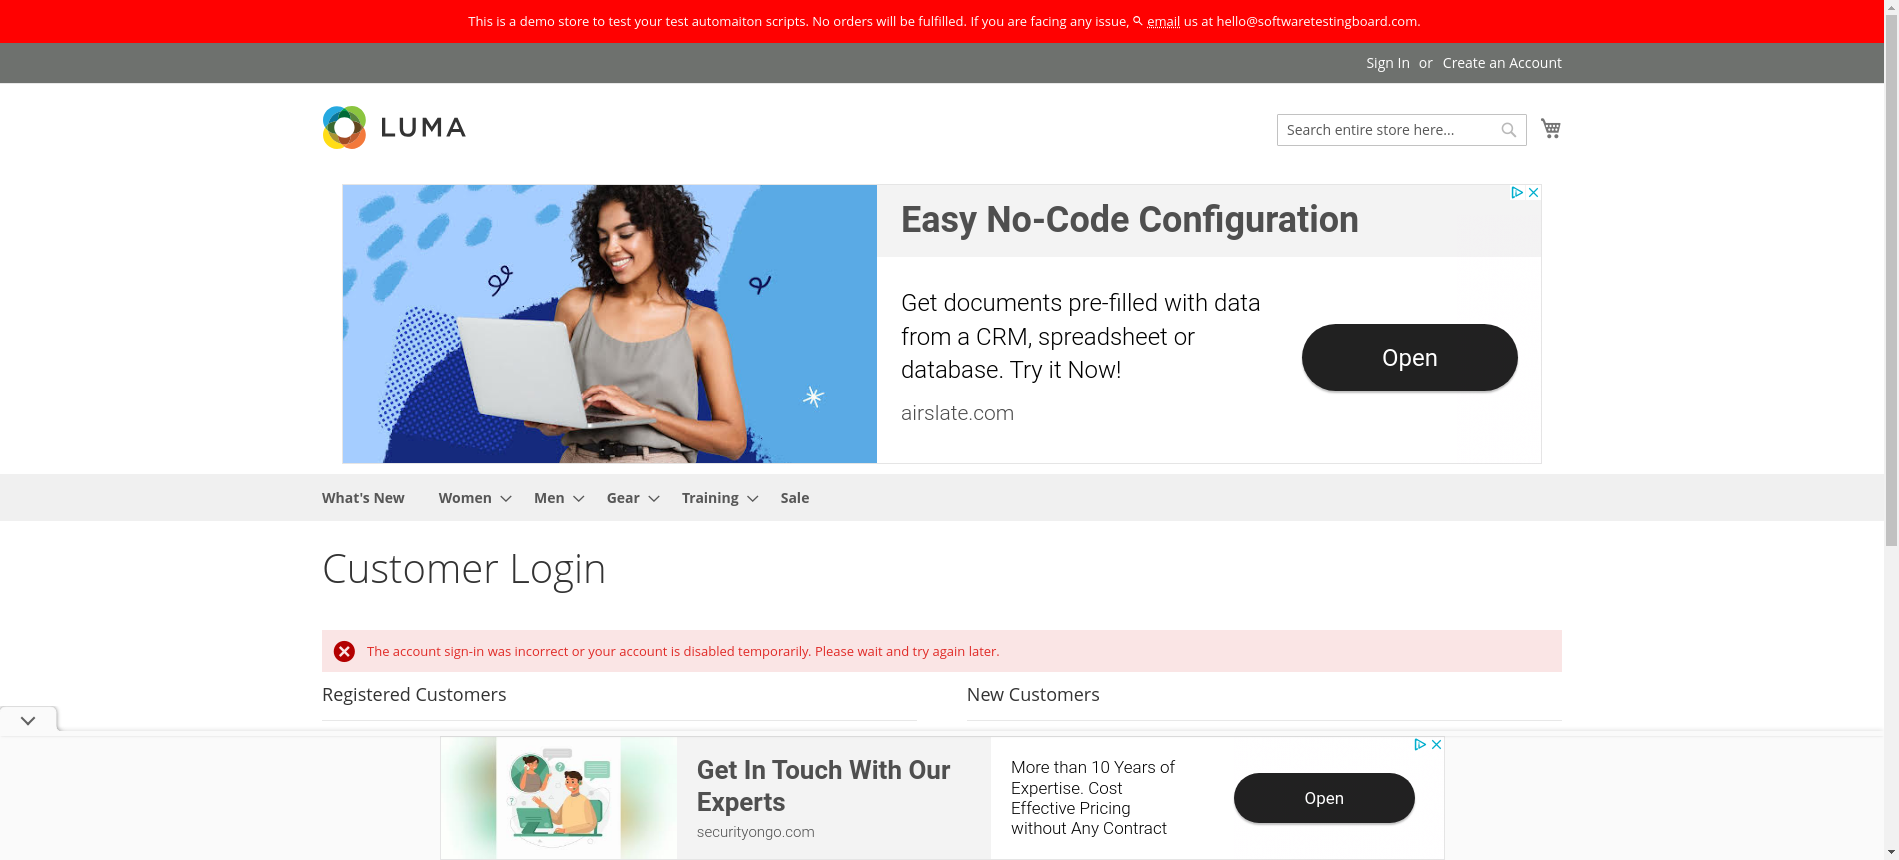 This is a demo store to test your test automaiton scripts. No orders will be fulfilled. If you are facing any issue, email us at hello@softwaretestingboard.com.
Sign In or Create an Account
LUMA
Search entire store here...
Easy No-Code Configuration
Get documents pre-filled with data
from a CRM, spreadsheet or
database. Try it Now!
airslate.com
Open
What's New Women Men Gear Training Sale
Customer Login
The account sign-in was incorrect or your account is disabled temporarily. Please wait and try again later.
Registered Customers
New Customers
Get In Touch With Our
Experts
securityongo.com
More than 10 Years of
Expertise. Cost
Effective Pricing
without Any Contract
Open